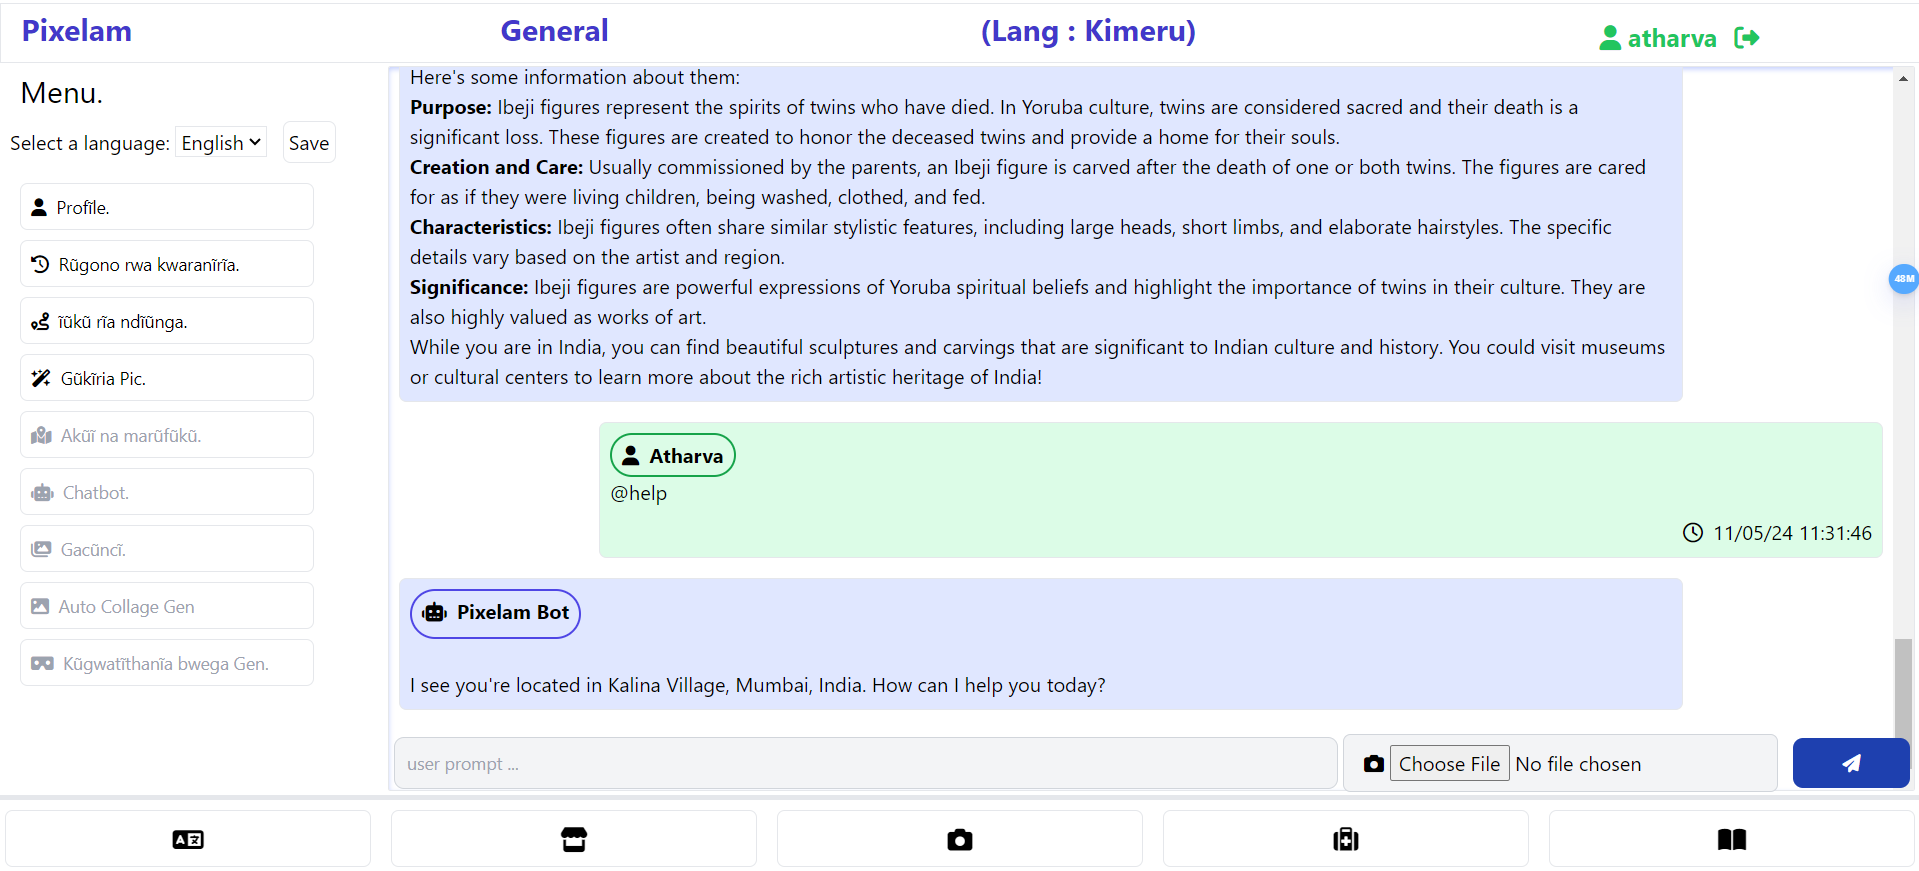 Pixelam
General
(Lang : Kimeru)
atharva
Menu.
Select a language: English Save
Profile.
Rũgono rwa kwaranĩrĩa.
ĩũkũ rĩa ndĩũnga.
Gũkĩria Pic.
Akũĩ na marũfũkũ.
Chatbot.
Gacũncĩ.
Auto Collage Gen
Kũgwatĩthanĩa bwega Gen.
Here's some information about them:
Purpose: Ibeji figures represent the spirits of twins who have died. In Yoruba culture, twins are considered sacred and their death is a
significant loss. These figures are created to honor the deceased twins and provide a home for their souls.
Creation and Care: Usually commissioned by the parents, an Ibeji figure is carved after the death of one or both twins. The figures are cared
for as if they were living children, being washed, clothed, and fed.
Characteristics: Ibeji figures often share similar stylistic features, including large heads, short limbs, and elaborate hairstyles. The specific
details vary based on the artist and region.
Significance: Ibeji figures are powerful expressions of Yoruba spiritual beliefs and highlight the importance of twins in their culture. They are
also highly valued as works of art.
While you are in India, you can find beautiful sculptures and carvings that are significant to Indian culture and history. You could visit museums
or cultural centers to learn more about the rich artistic heritage of India!
Atharva
@help
11/05/24 11:31:46
Pixelam Bot
I see you're located in Kalina Village, Mumbai, India. How can I help you today?
user prompt ...
Choose File No file chosen
48M